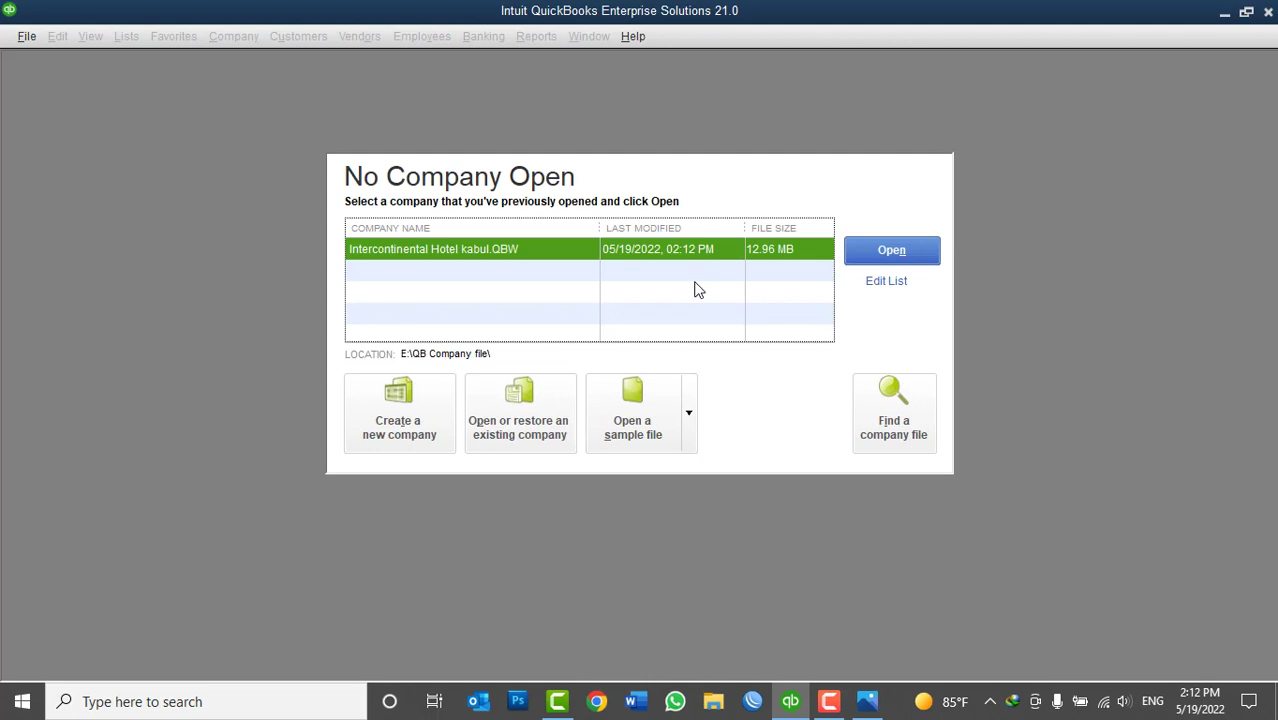 Intuit QuickBooks Enterprise Solutions 21.0
File Edit View Lists Favorites Company Customers Vendors Employees Banking Reports Window Help
No Company Open
Select a company that you've previously opened and click Open
COMPANY NAME LAST MODIFIED FILE SIZE
Intercontinental Hotel kabul.QBW 05/19/2022, 02:12 PM 12.96 MB
Open
Edit List
LOCATION: E:\QB Company file\
Create a
new company
Open or restore an
existing company
Open a
sample file
Find a
company file
qb
Type here to search
Ps
85°F
ENG
2:12 PM
5/19/2022